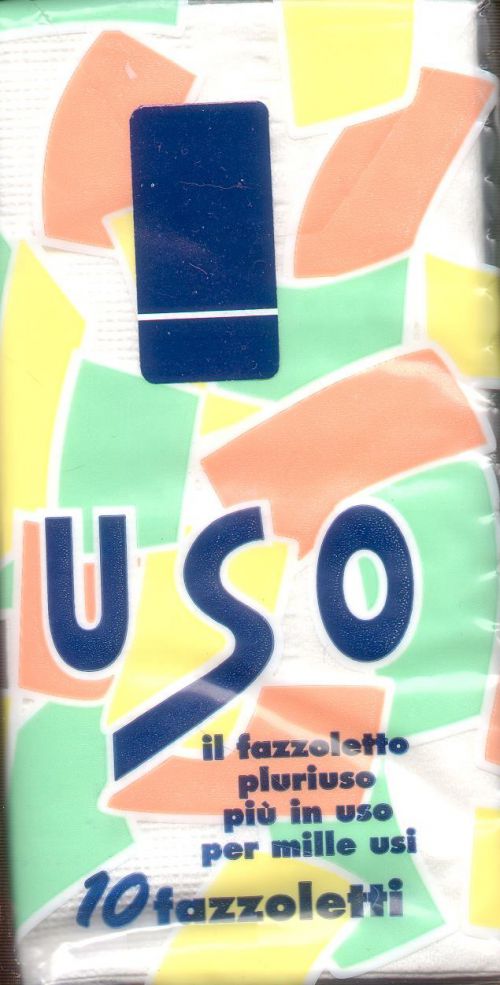 USO
il fazzoletto
pluriuso
più in uso
per mille usi
10 fazzoletti